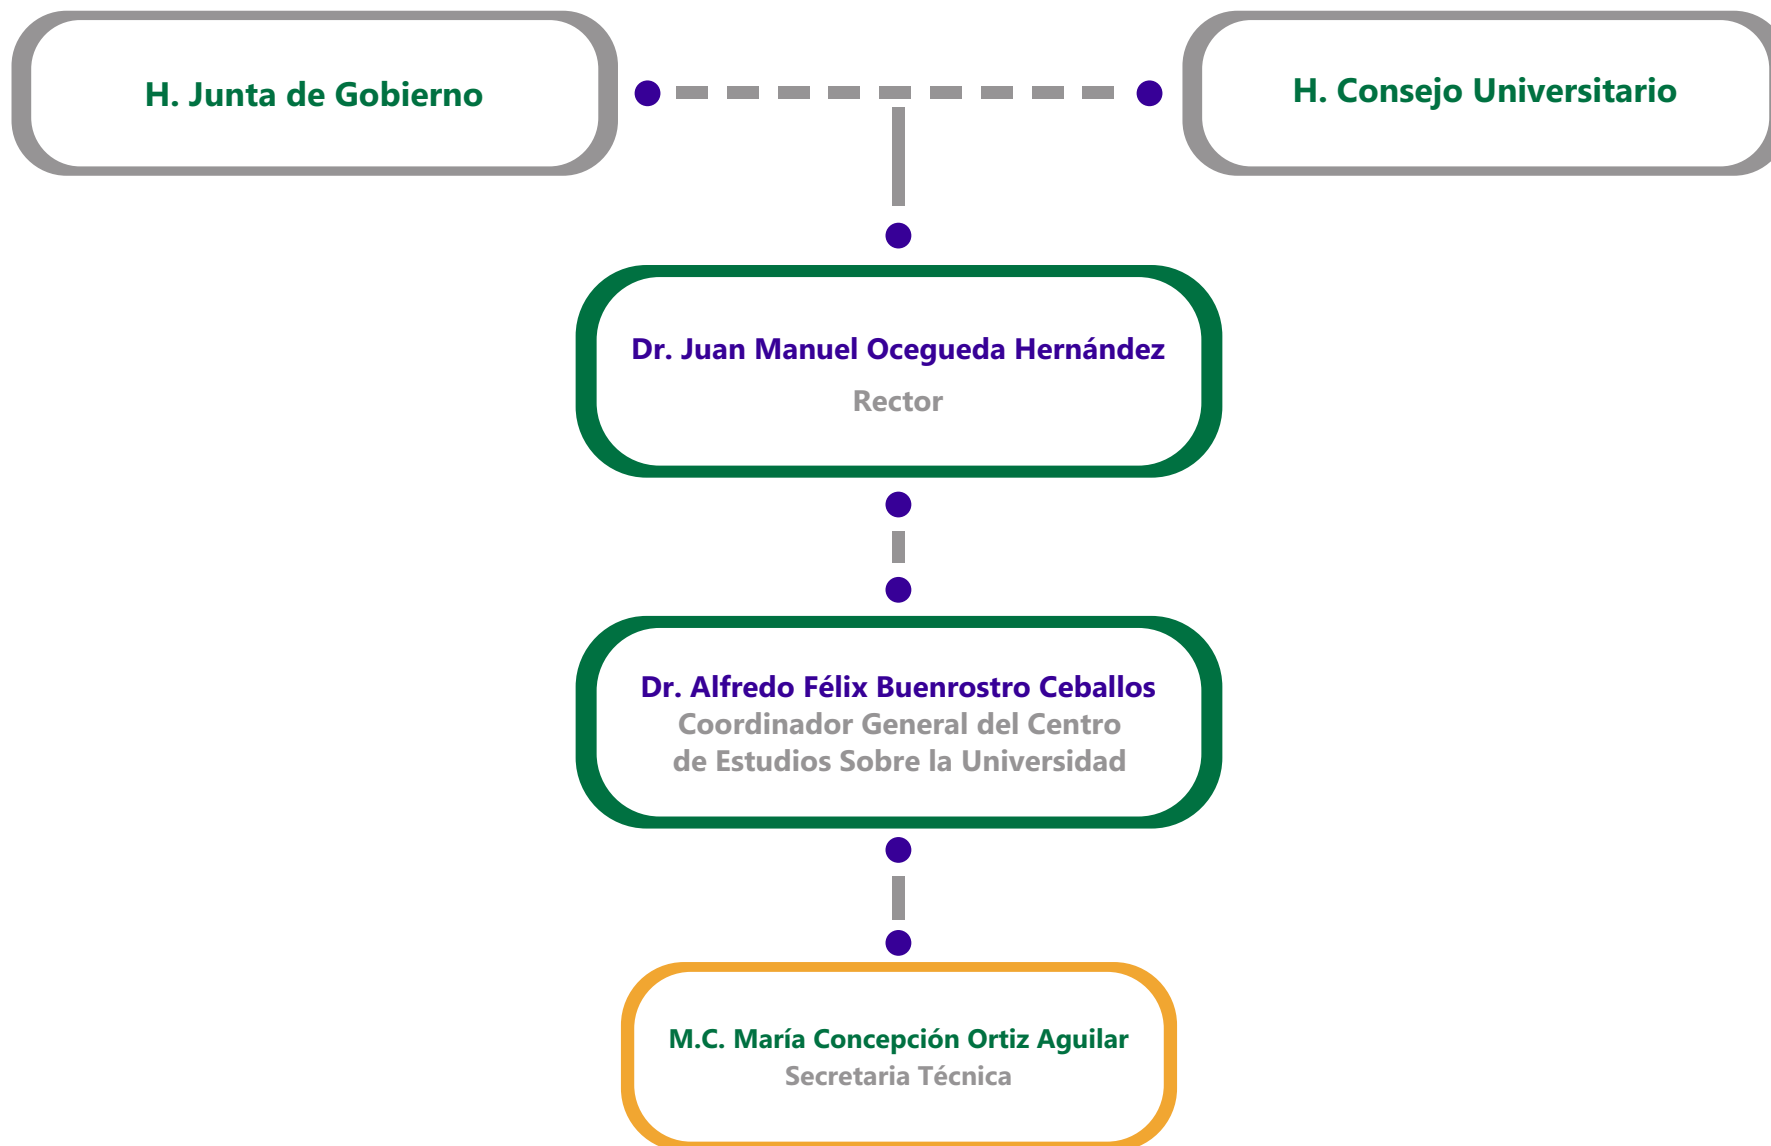 H. Junta de Gobierno
H. Consejo Universitario
Dr. Juan Manuel Ocegueda Hernández
Rector
Dr. Alfredo Félix Buenrostro Ceballos
Coordinador General del Centro
de Estudios Sobre la Universidad
M.C. María Concepción Ortiz Aguilar
Secretaria Técnica